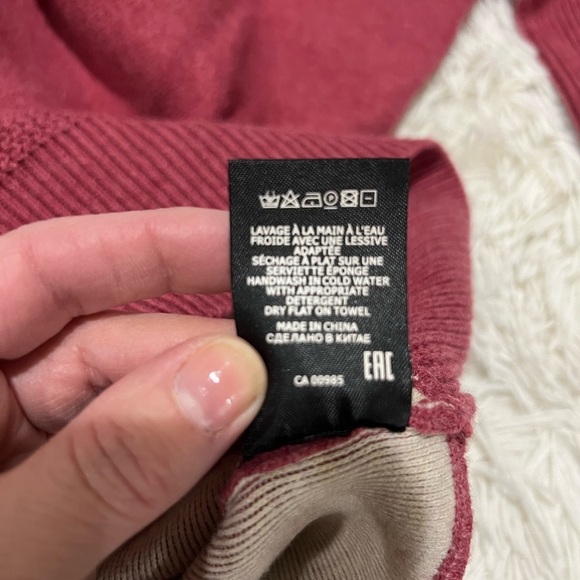 LAVAGE À LA MAIN À L'EAU
FROIDE AVEC UNE LESSIVE
ADAPTÉE
SÉCHAGE À PLAT SUR UNE
SERVIETTE ÉPONGE
HANDWASH IN COLD WATER
WITH APPROPRIATE
DETERGENT
DRY FLAT ON TOWEL
MADE IN CHINA
СДЕЛАНО В КИТАЕ
EAC
CA 00985